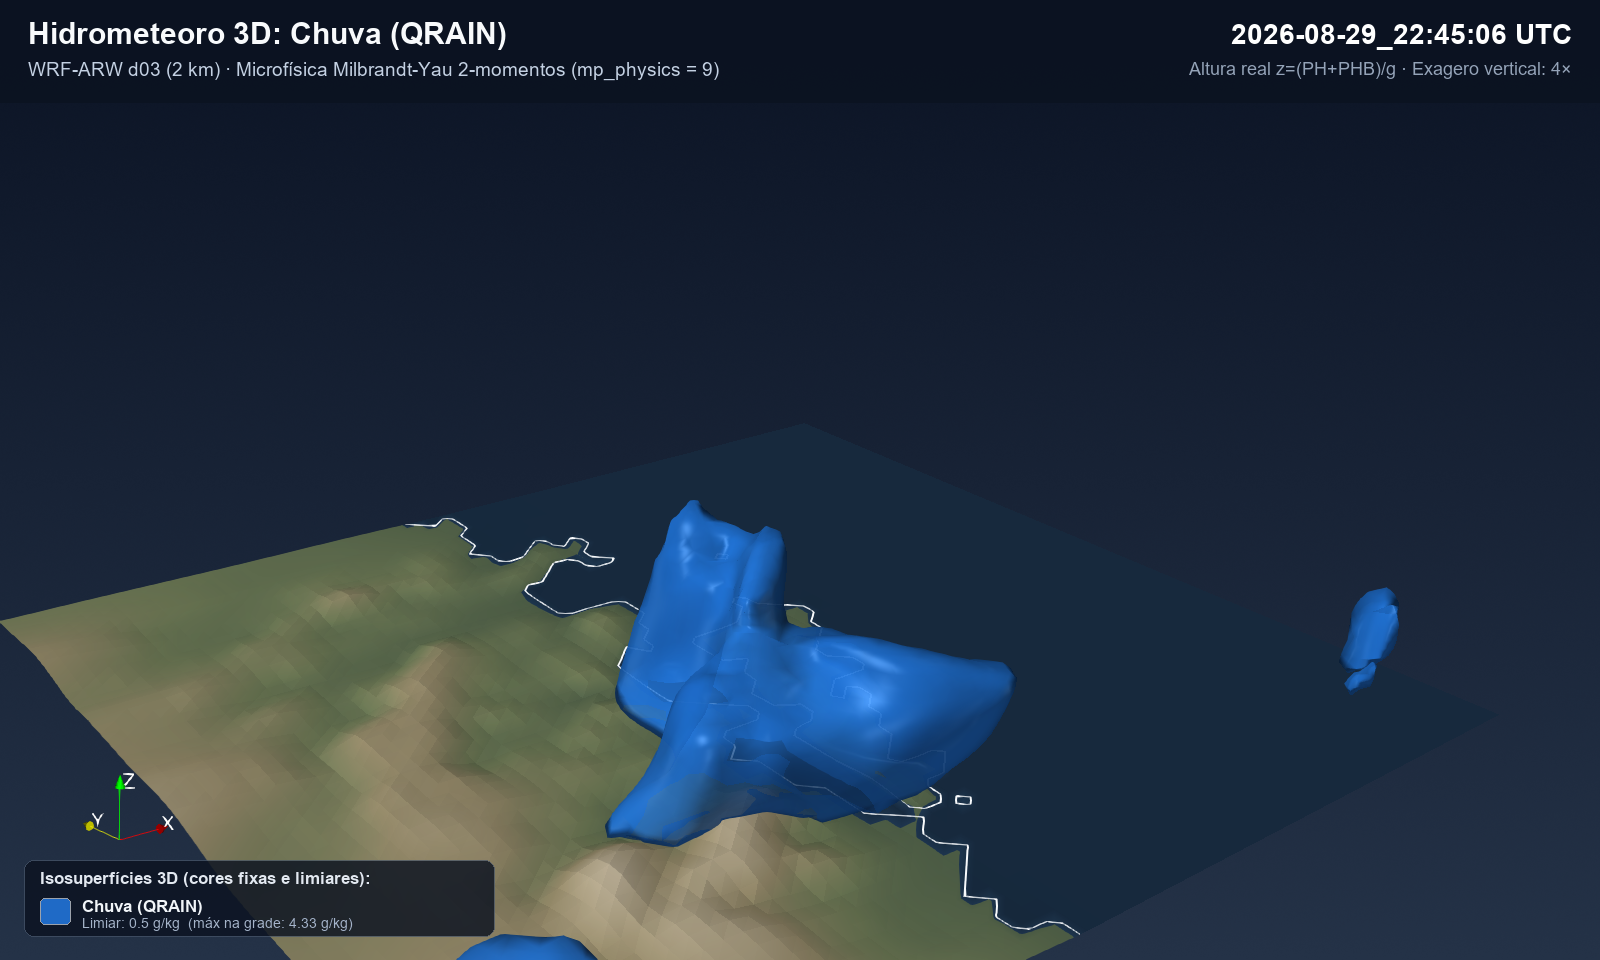 Hidrometeoro 3D: Chuva (QRAIN)
2026-08-29_22:45:06 UTC
WRF-ARW d03 (2 km) · Microfísica Milbrandt-Yau 2-momentos (mp_physics = 9)
Altura real z=(PH+PHB)/g · Exagero vertical: 4×
Z
Y
X
Isosuperfícies 3D (cores fixas e limiares):
Chuva (QRAIN)
Limiar: 0.5 g/kg (máx na grade: 4.33 g/kg)